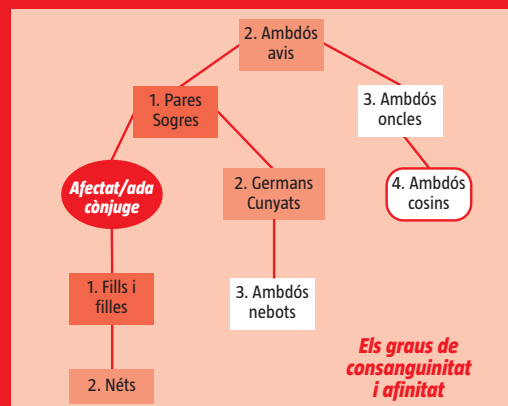 2. Ambdós
avis
1. Pares
Sogres
3. Ambdós
oncles
Afectat/ada
cònjuge
2. Germans
Cunyats
4. Ambdós
cosins
1. Fills i
filles
3. Ambdós
nebots
2. Néts
Els graus de
consanguinitat
i afinitat